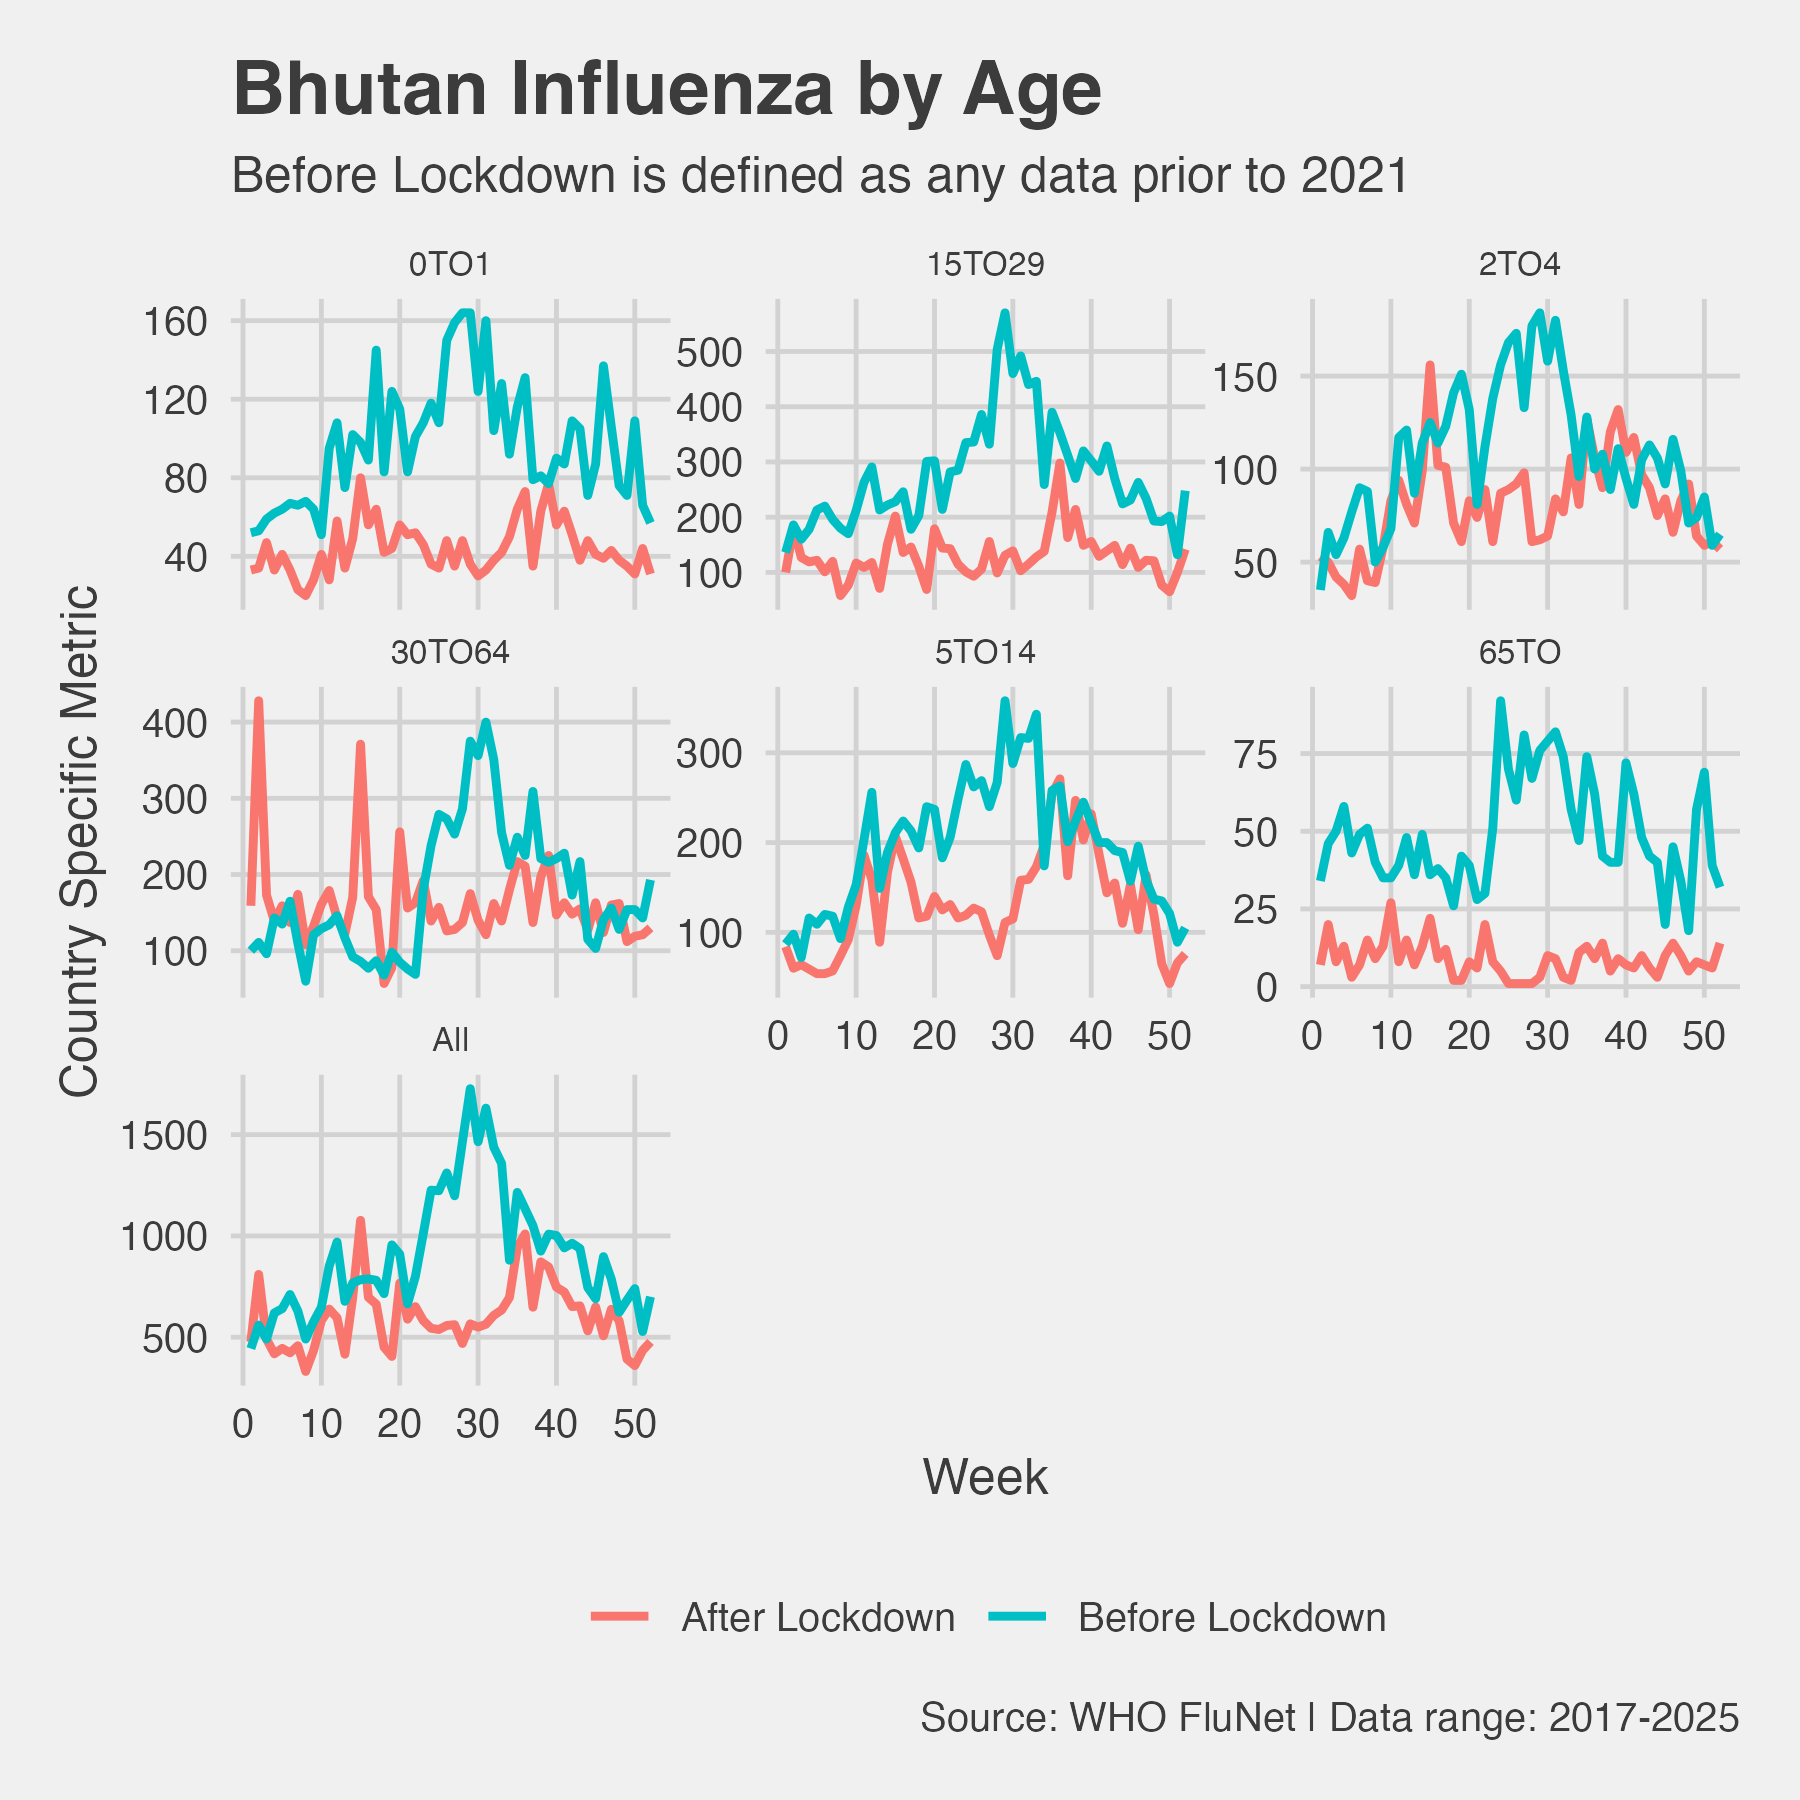 Bhutan Influenza by Age
Before Lockdown is defined as any data prior to 2021
0TO1
15TO29
2TO4
160
120
80
40
500
400
300
200
100
150
100
50
30TO64
5TO14
65TO
400
300
200
100
300
200
100
75
50
25
0
0 10 20 30 40 50
0 10 20 30 40 50
All
1500
1000
500
0 10 20 30 40 50
Country Specific Metric
Week
After Lockdown
Before Lockdown
Source: WHO FluNet | Data range: 2017-2025